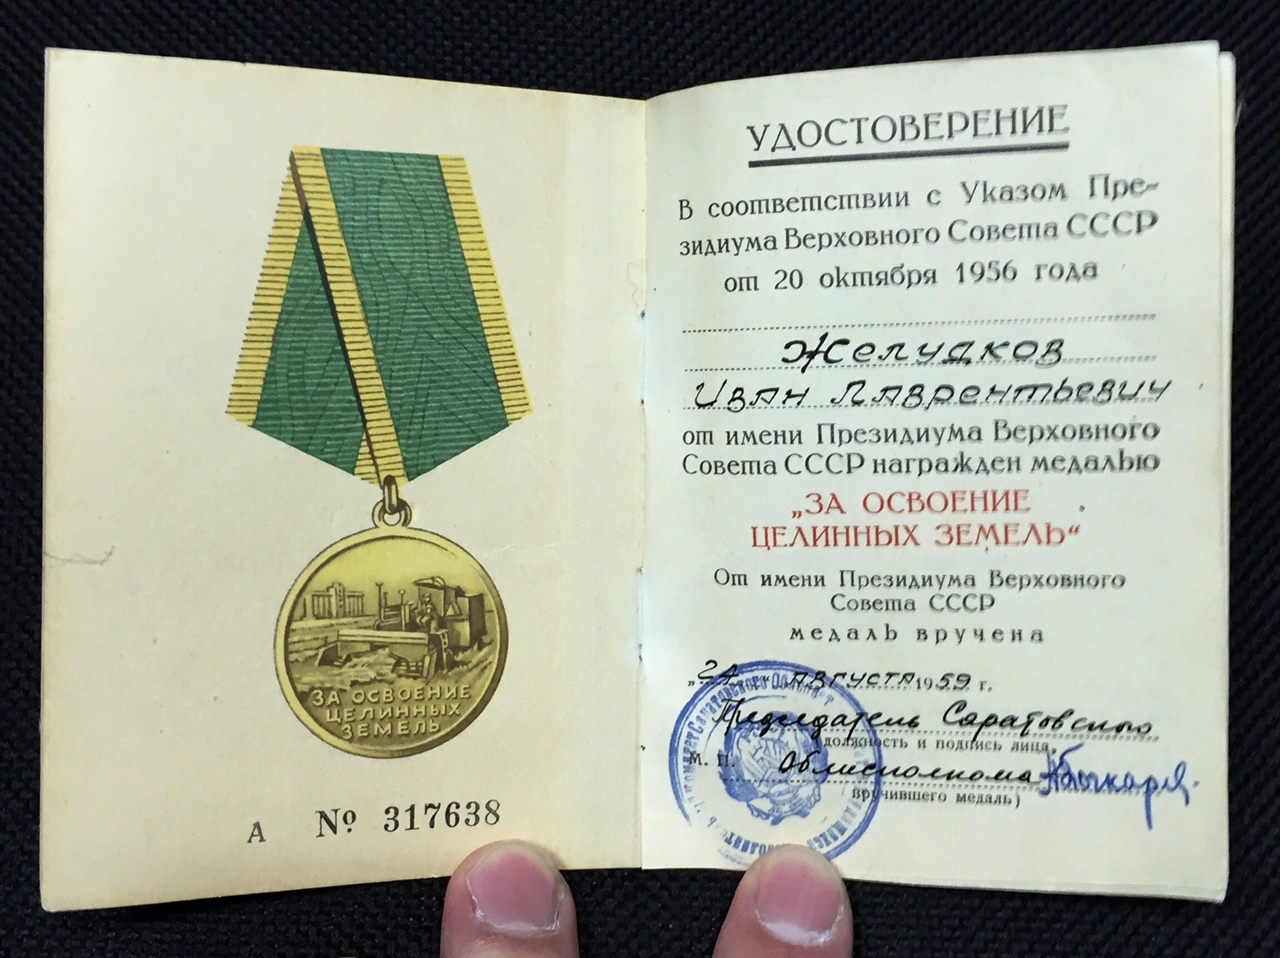 ЗА ОСВОЕНИЕ
ЦЕЛИННЫХ
ЗЕМЕЛЬ
А № 317638
УДОСТОВЕРЕНИЕ
В соответствии с Указом Пре-
зидиума Верховного Совета СССР
от 20 октября 1956 года
Желудков
Иван Лаврентьевич
от имени Президиума Верховного
Совета СССР награжден медалью
„ЗА ОСВОЕНИЕ
ЦЕЛИННЫХ ЗЕМЕЛЬ“
От имени Президиума Верховного
Совета СССР
медаль вручена
„24“ августа 1959 г.
Председатель Саратовского
должность и подпись лица,
М. П. Облисполкома
вручившего медаль)